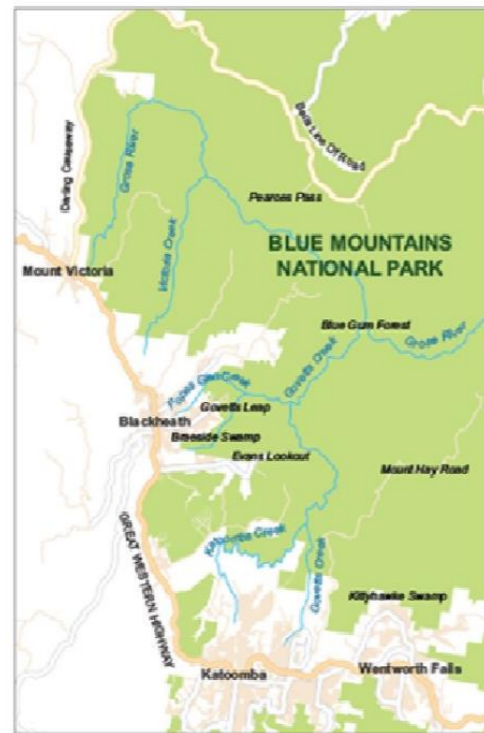 Darling Causeway
Grose River
Bells Line Of Road
Pearces Pass
Victoria Creek
BLUE MOUNTAINS
NATIONAL PARK
Mount Victoria
Blue Gum Forest
Grose River
Govetts Creek
Popes Glen Creek
Govetts Leap
Blackheath
Braeside Swamp
Evans Lookout
Mount Hay Road
GREAT WESTERN HIGHWAY
Katoomba Creek
Govetts Creek
Kittyhawke Swamp
Katoomba
Wentworth Falls